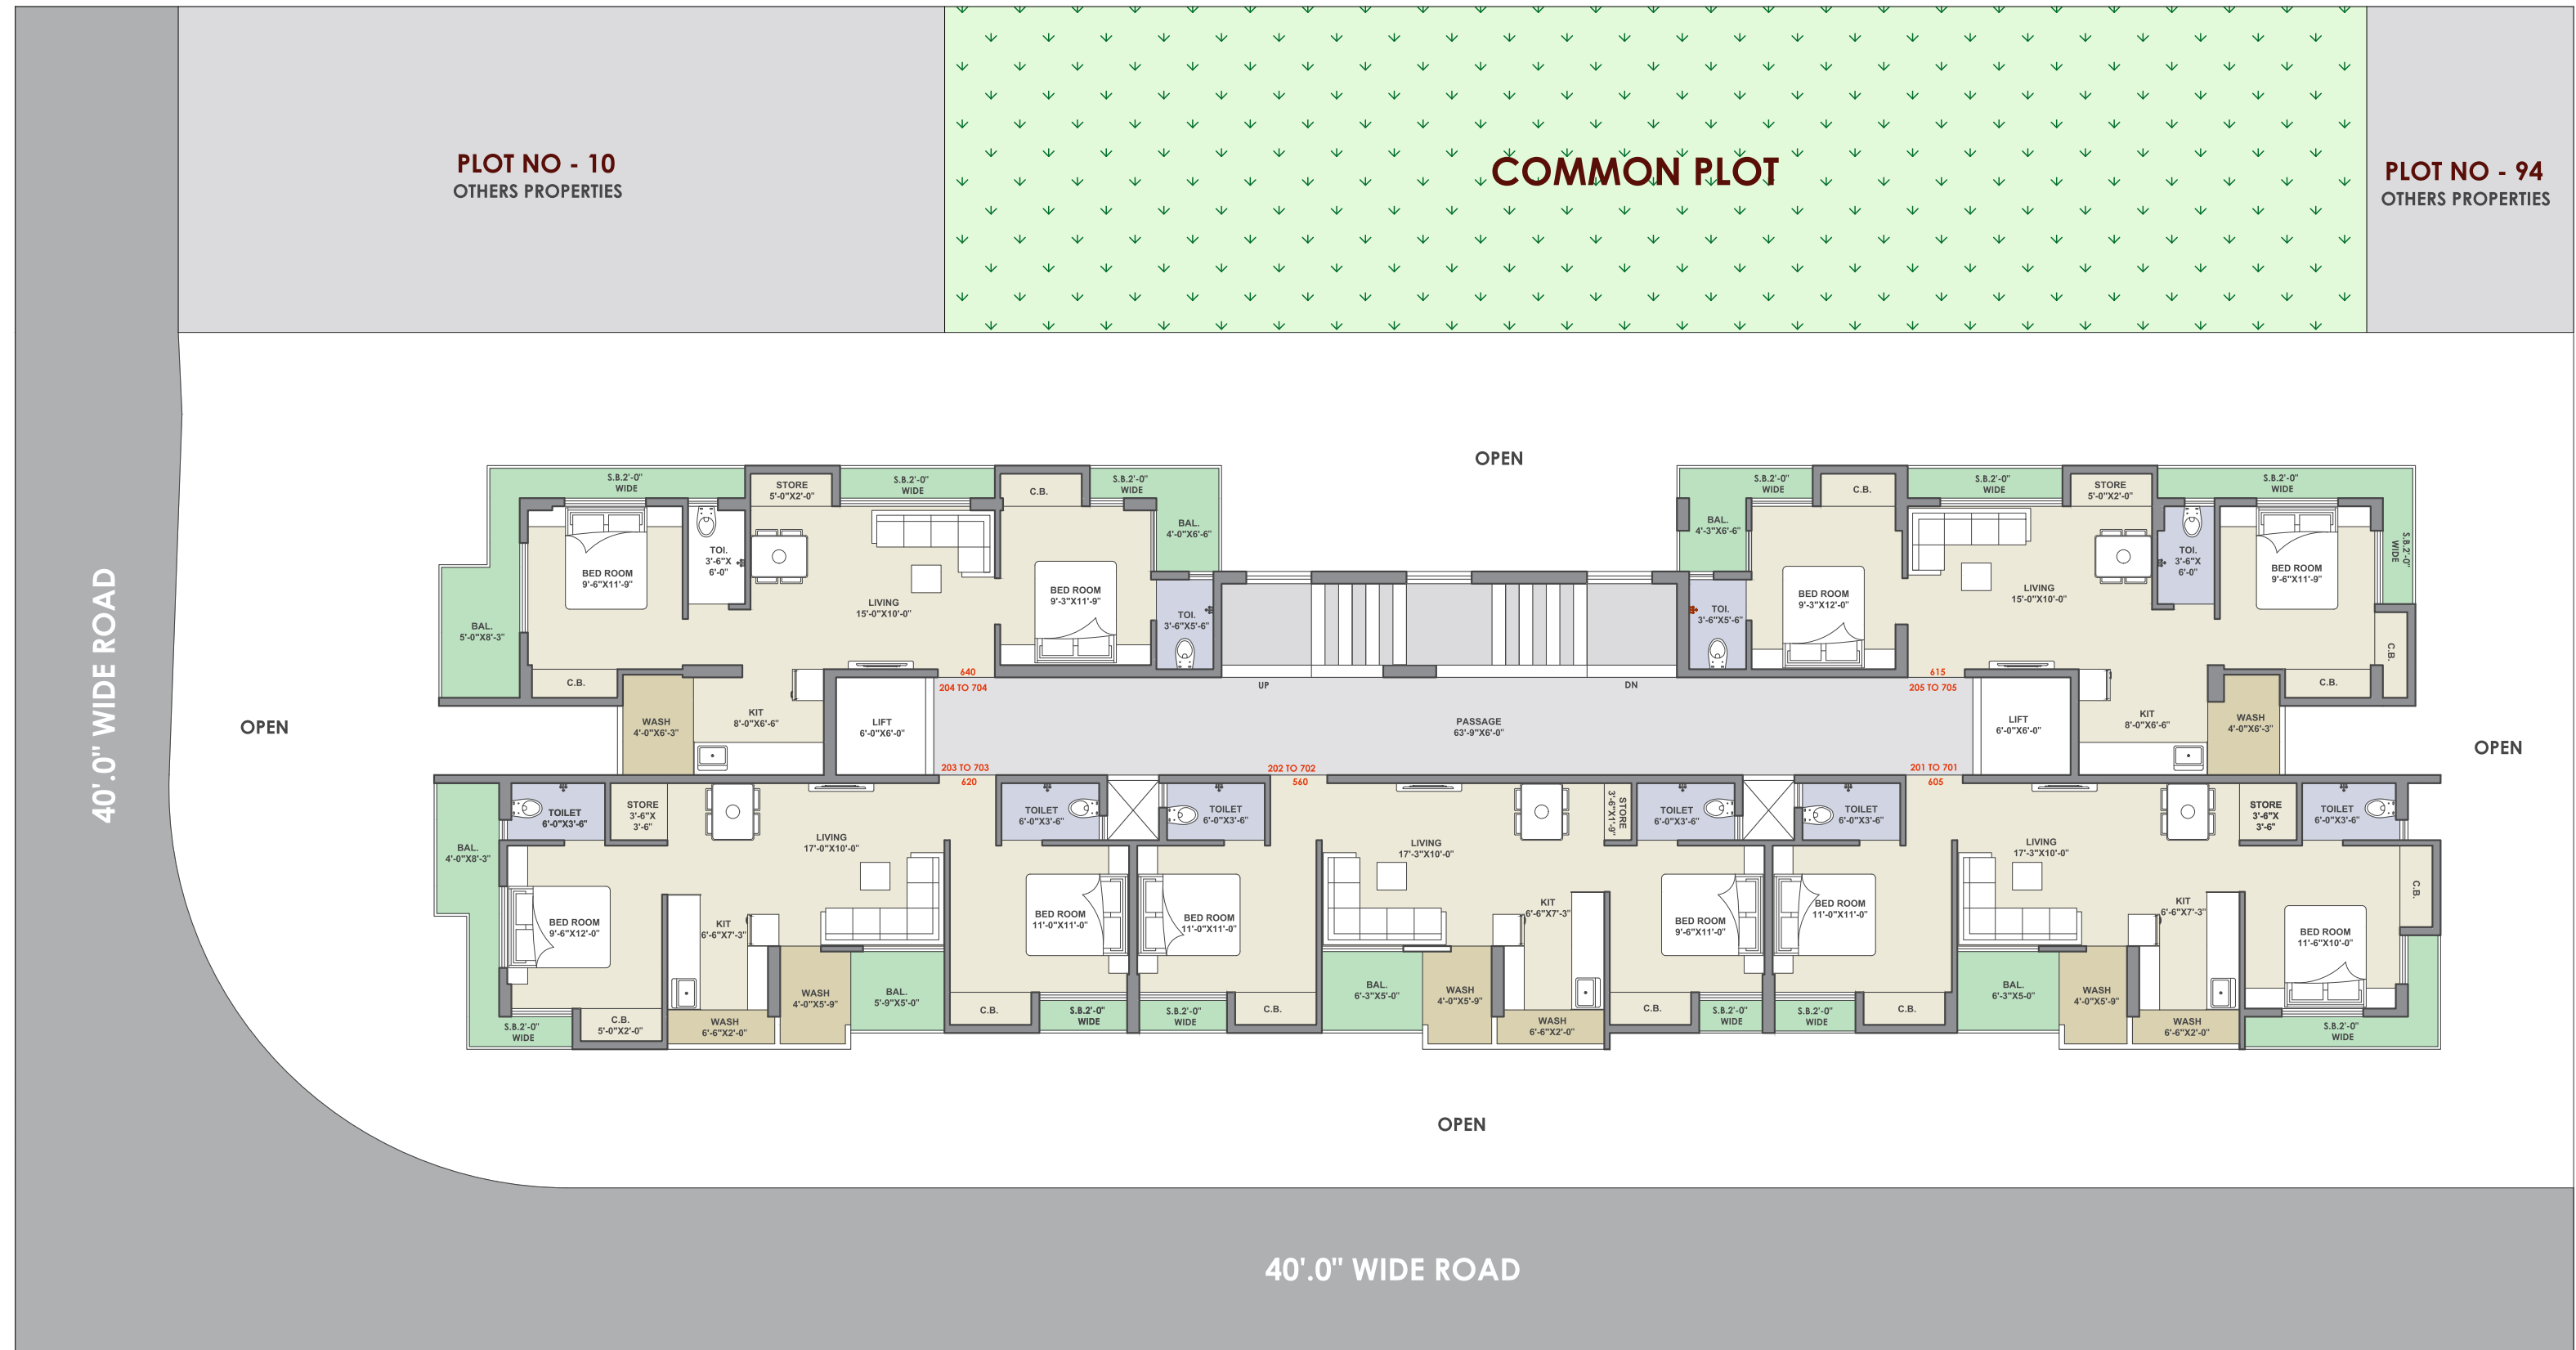 PLOT NO - 10
OTHERS PROPERTIES
COMMON PLOT
PLOT NO - 94
OTHERS PROPERTIES
40'.0" WIDE ROAD
OPEN
OPEN
OPEN
S.B.2'-0"
WIDE
STORE
5'-0"X2'-0"
S.B.2'-0"
WIDE
C.B.
S.B.2'-0"
WIDE
BAL.
4'-0"X6'-6"
TOI.
3'-6"X
6'-0"
BED ROOM
9'-6"X11'-9"
LIVING
15'-0"X10'-0"
BED ROOM
9'-3"X11'-9"
TOI.
3'-6"X5'-6"
BAL.
5'-0"X8'-3"
C.B.
WASH
4'-0"X6'-3"
KIT
8'-0"X6'-6"
LIFT
6'-0"X6'-0"
640
204 TO 704
UP
DN
PASSAGE
63'-9"X6'-0"
S.B.2'-0"
WIDE
C.B.
S.B.2'-0"
WIDE
STORE
5'-0"X2'-0"
S.B.2'-0"
WIDE
BAL.
4'-3"X6'-6"
TOI.
3'-6"X5'-6"
BED ROOM
9'-3"X12'-0"
LIVING
15'-0"X10'-0"
TOI.
3'-6"X
6'-0"
BED ROOM
9'-6"X11'-9"
S.B.2'-0"
WIDE
C.B.
C.B.
615
205 TO 705
LIFT
6'-0"X6'-0"
KIT
8'-0"X6'-6"
WASH
4'-0"X6'-3"
203 TO 703
620
202 TO 702
560
201 TO 701
605
BAL.
4'-0"X8'-3"
TOILET
6'-0"X3'-6"
STORE
3'-6"X
3'-6"
LIVING
17'-0"X10'-0"
TOILET
6'-0"X3'-6"
BED ROOM
9'-6"X12'-0"
KIT
6'-6"X7'-3"
BED ROOM
11'-0"X11'-0"
WASH
4'-0"X5'-9"
BAL.
5'-9"X5'-0"
C.B.
S.B.2'-0"
WIDE
S.B.2'-0"
WIDE
C.B.
5'-0"X2'-0"
WASH
6'-6"X2'-0"
TOILET
6'-0"X3'-6"
LIVING
17'-3"X10'-0"
STORE
3'-6"X1'-9"
TOILET
6'-0"X3'-6"
BED ROOM
11'-0"X11'-0"
KIT
6'-6"X7'-3"
BED ROOM
9'-6"X11'-0"
S.B.2'-0"
WIDE
C.B.
BAL.
6'-3"X5'-0"
WASH
4'-0"X5'-9"
WASH
6'-6"X2'-0"
C.B.
S.B.2'-0"
WIDE
TOILET
6'-0"X3'-6"
LIVING
17'-3"X10'-0"
STORE
3'-6"X
3'-6"
TOILET
6'-0"X3'-6"
BED ROOM
11'-0"X11'-0"
KIT
6'-6"X7'-3"
BED ROOM
11'-6"X10'-0"
C.B.
S.B.2'-0"
WIDE
C.B.
BAL.
6'-3"X5-0"
WASH
4'-0"X5'-9"
WASH
6'-6"X2'-0"
S.B.2'-0"
WIDE
OPEN
40'.0" WIDE ROAD